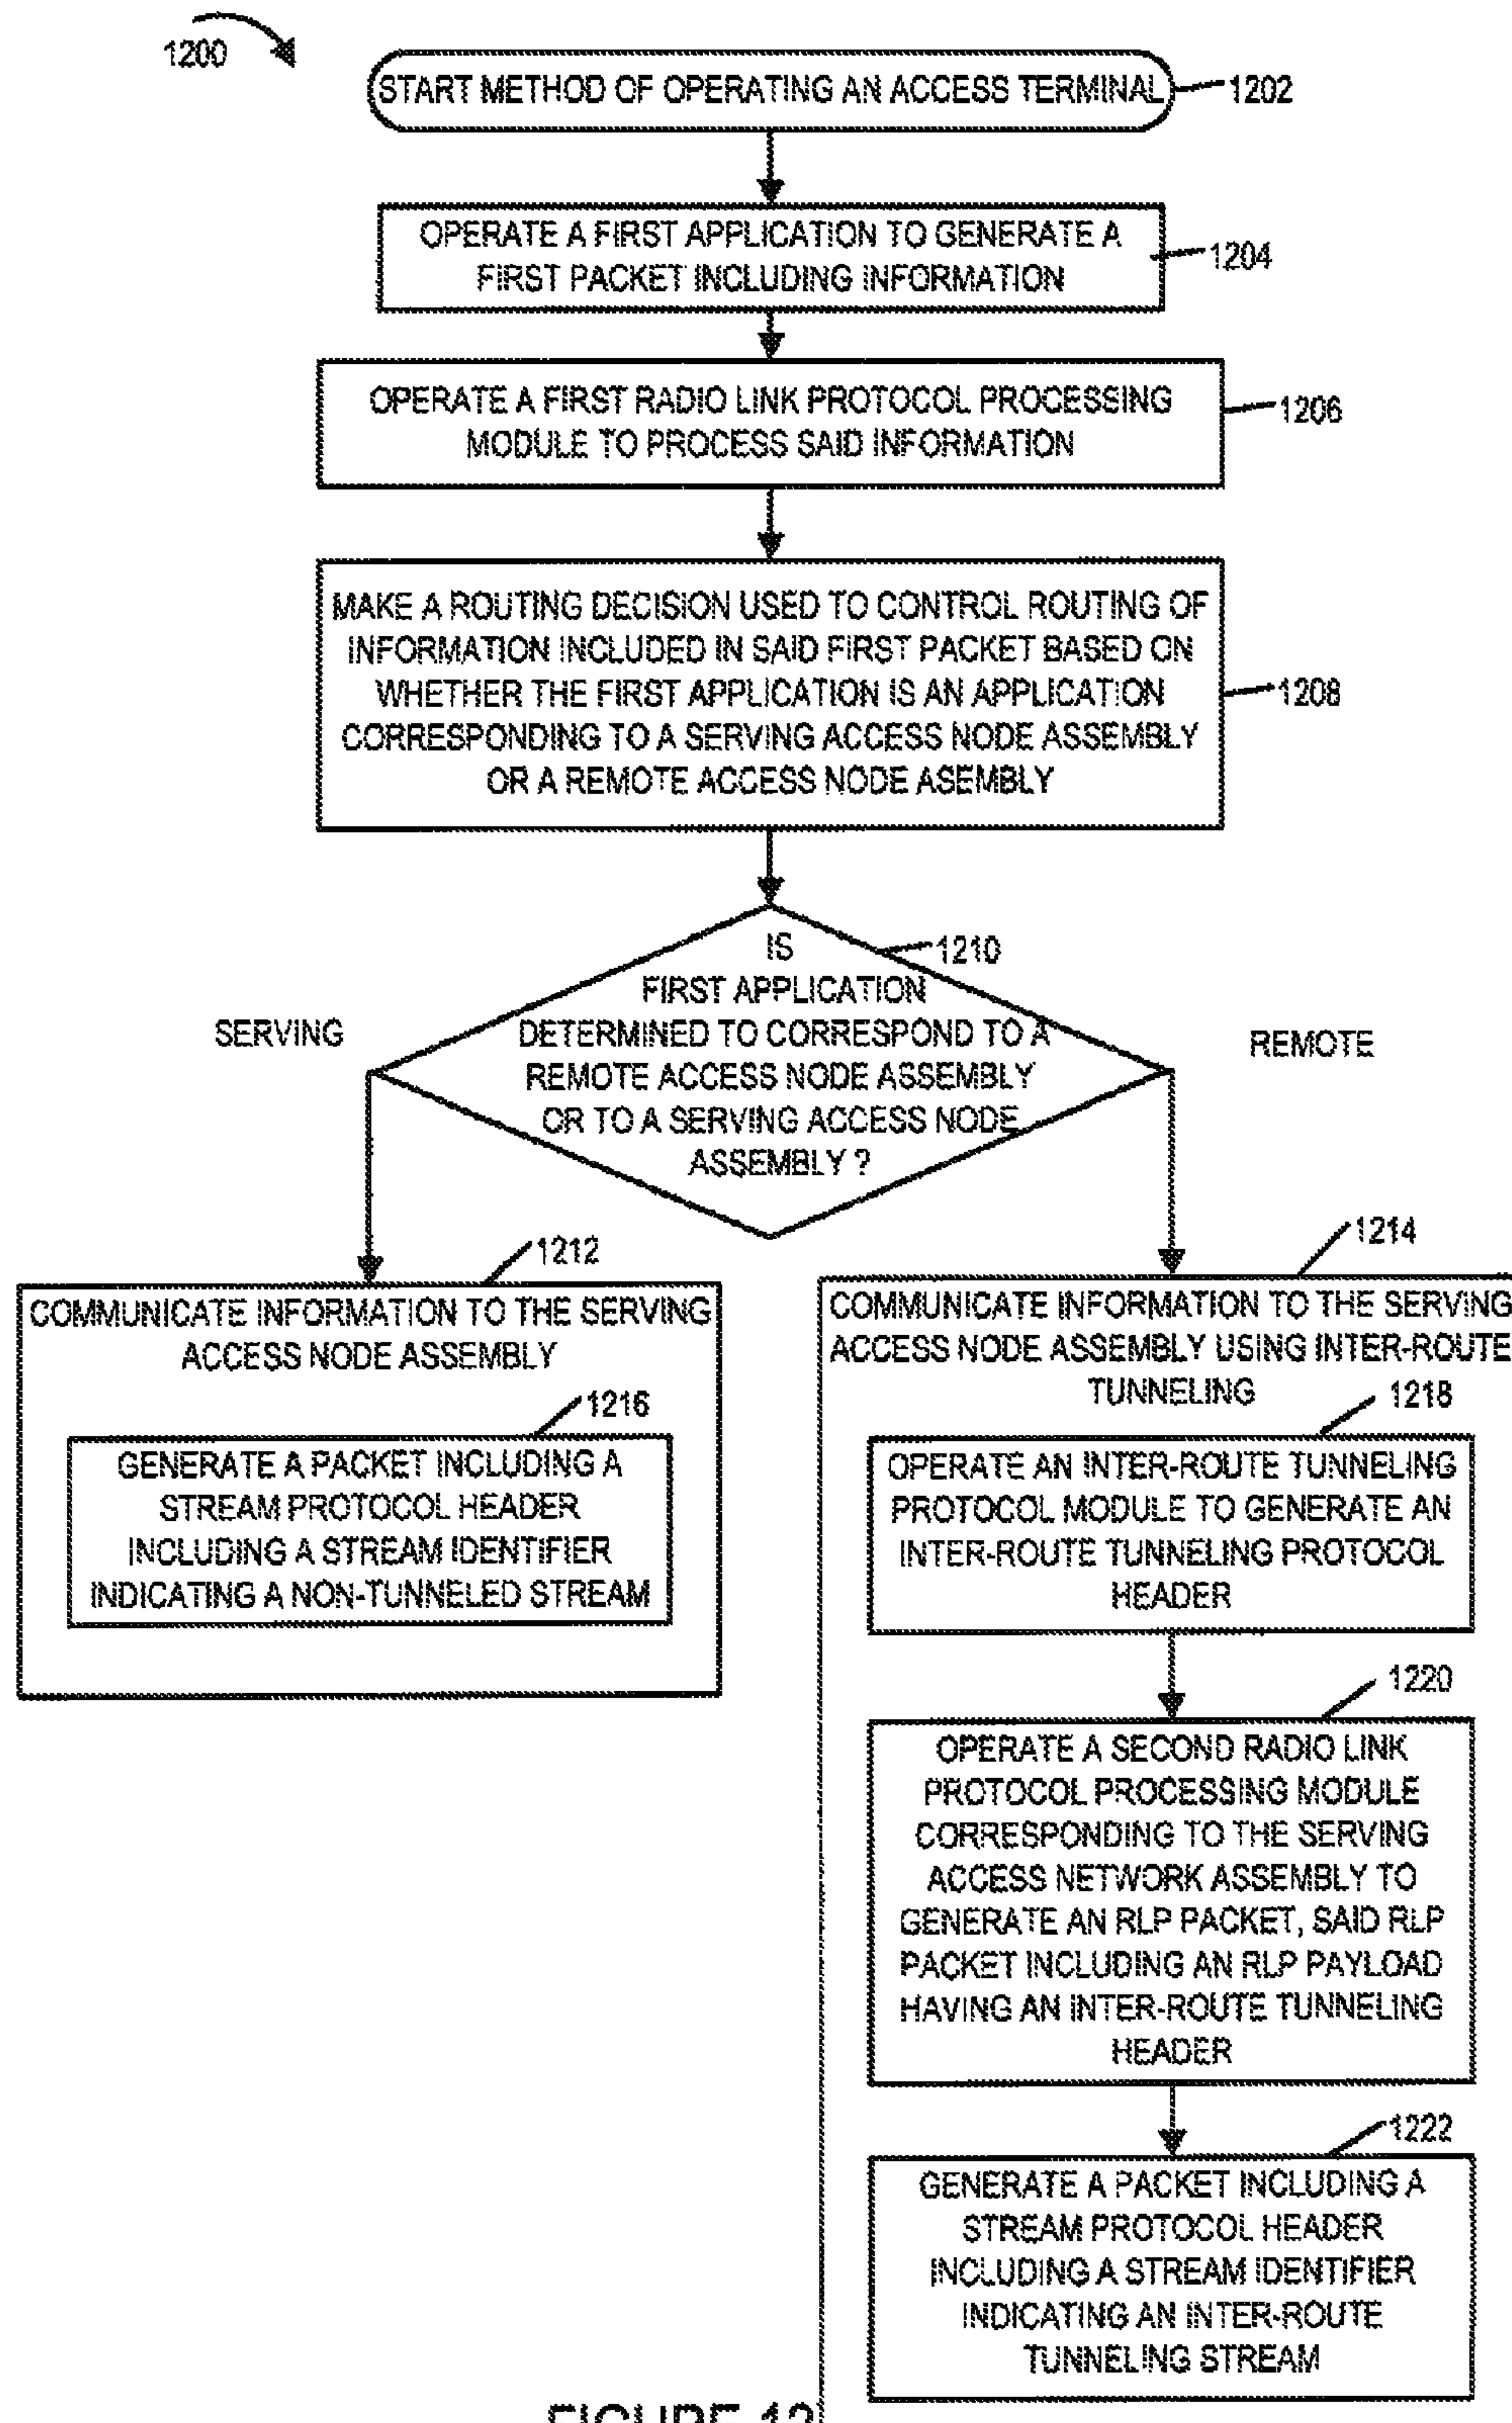 1200
START METHOD OF OPERATING AN ACCESS TERMINAL
1202
OPERATE A FIRST APPLICATION TO GENERATE A
FIRST PACKET INCLUDING INFORMATION
1204
OPERATE A FIRST RADIO LINK PROTOCOL PROCESSING
MODULE TO PROCESS SAID INFORMATION
1206
MAKE A ROUTING DECISION USED TO CONTROL ROUTING OF
INFORMATION INCLUDED IN SAID FIRST PACKET BASED ON
WHETHER THE FIRST APPLICATION IS AN APPLICATION
CORRESPONDING TO A SERVING ACCESS NODE ASSEMBLY
OR A REMOTE ACCESS NODE ASEMBLY
1208
IS
FIRST APPLICATION
DETERMINED TO CORRESPOND TO A
REMOTE ACCESS NODE ASSEMBLY
OR TO A SERVING ACCESS NODE
ASSEMBLY ?
1210
SERVING
REMOTE
1212
COMMUNICATE INFORMATION TO THE SERVING
ACCESS NODE ASSEMBLY
1216
GENERATE A PACKET INCLUDING A
STREAM PROTOCOL HEADER
INCLUDING A STREAM IDENTIFIER
INDICATING A NON-TUNNELED STREAM
1214
COMMUNICATE INFORMATION TO THE SERVING
ACCESS NODE ASSEMBLY USING INTER-ROUTE
TUNNELING
1218
OPERATE AN INTER-ROUTE TUNNELING
PROTOCOL MODULE TO GENERATE AN
INTER-ROUTE TUNNELING PROTOCOL
HEADER
1220
OPERATE A SECOND RADIO LINK
PROTOCOL PROCESSING MODULE
CORRESPONDING TO THE SERVING
ACCESS NETWORK ASSEMBLY TO
GENERATE AN RLP PACKET, SAID RLP
PACKET INCLUDING AN RLP PAYLOAD
HAVING AN INTER-ROUTE TUNNELING
HEADER
1222
GENERATE A PACKET INCLUDING A
STREAM PROTOCOL HEADER
INCLUDING A STREAM IDENTIFIER
INDICATING AN INTER-ROUTE
TUNNELING STREAM
FIGURE 12